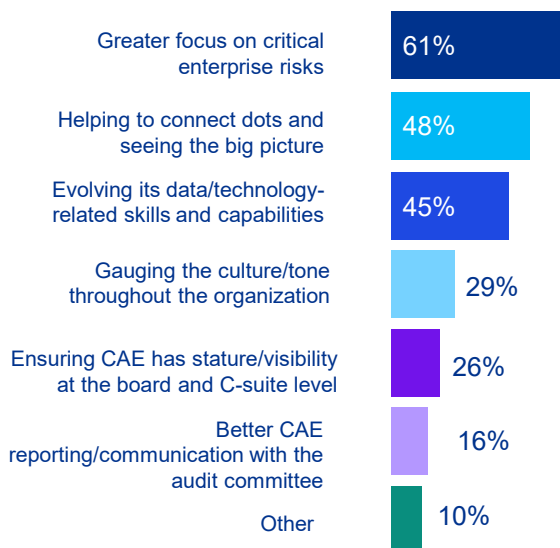 Greater focus on critical
enterprise risks
61%
Helping to connect dots and
seeing the big picture
48%
Evolving its data/technology-
related skills and capabilities
45%
Gauging the culture/tone
throughout the organization
29%
Ensuring CAE has stature/visibility
at the board and C-suite level
26%
Better CAE
reporting/communication with the
audit committee
16%
Other
10%